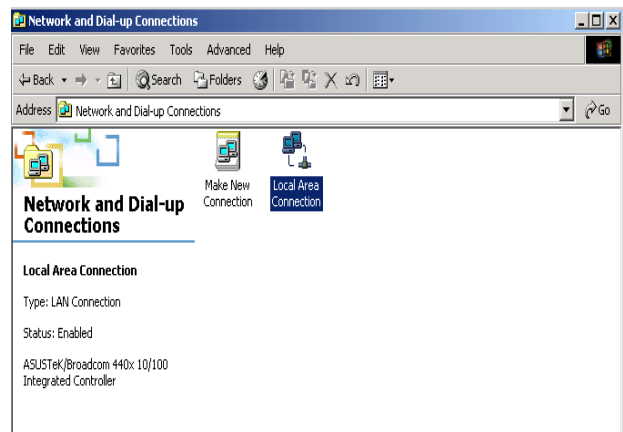 Network and Dial-up Connections
File Edit View Favorites Tools Advanced Help
Back Search Folders
Address Network and Dial-up Connections Go
Make New Connection
Local Area Connection
Network and Dial-up
Connections
Local Area Connection
Type: LAN Connection
Status: Enabled
ASUSTeK/Broadcom 440x 10/100
Integrated Controller